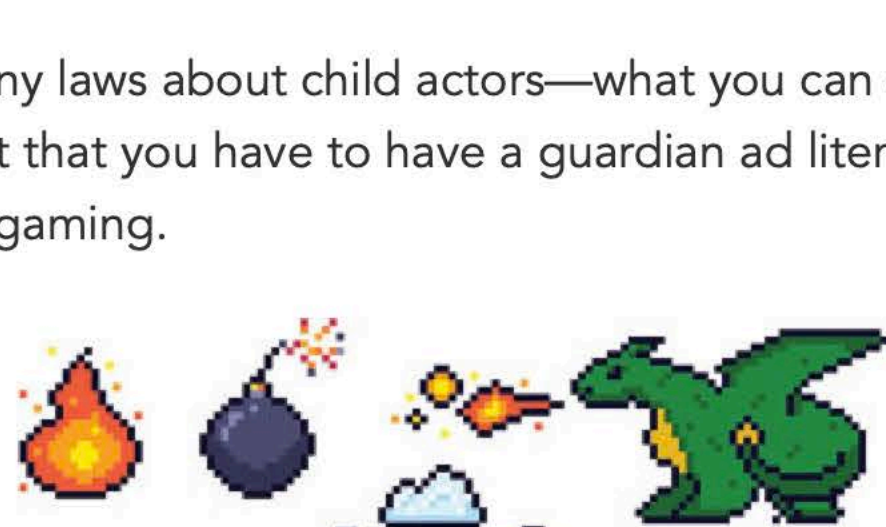 ny laws about child actors—what you can
t that you have to have a guardian ad liter
gaming.